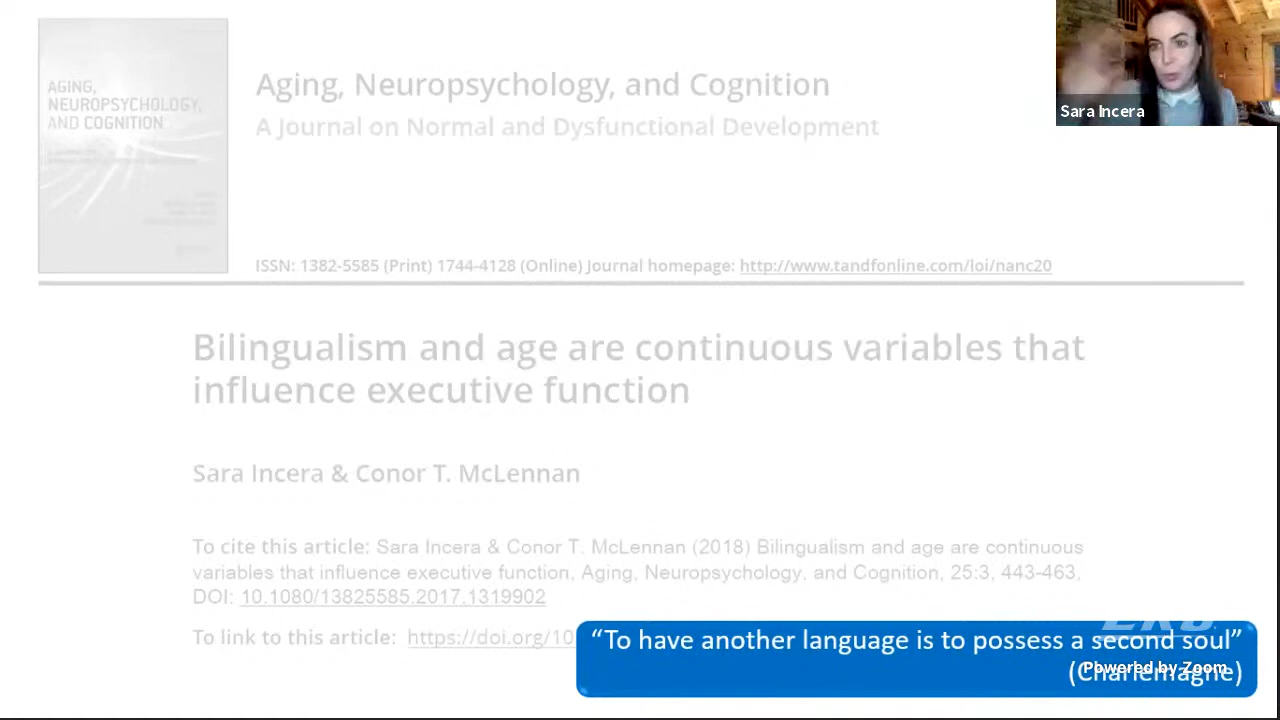 AGING,
NEUROPSYCHOLOGY,
AND COGNITION
Aging, Neuropsychology, and Cognition
A Journal on Normal and Dysfunctional Development
Sara Incera
ISSN: 1382-5585 (Print) 1744-4128 (Online) Journal homepage: http://www.tandfonline.com/loi/nanc20
Bilingualism and age are continuous variables that
influence executive function
Sara Incera & Conor T. McLennan
To cite this article: Sara Incera & Conor T. McLennan (2018) Bilingualism and age are continuous
variables that influence executive function, Aging, Neuropsychology, and Cognition, 25:3, 443-463,
DOI: 10.1080/13825585.2017.1319902
To link to this article: https://doi.org/10
“To have another language is to possess a second soul”
(Charlemagne)
Powered by Zoom